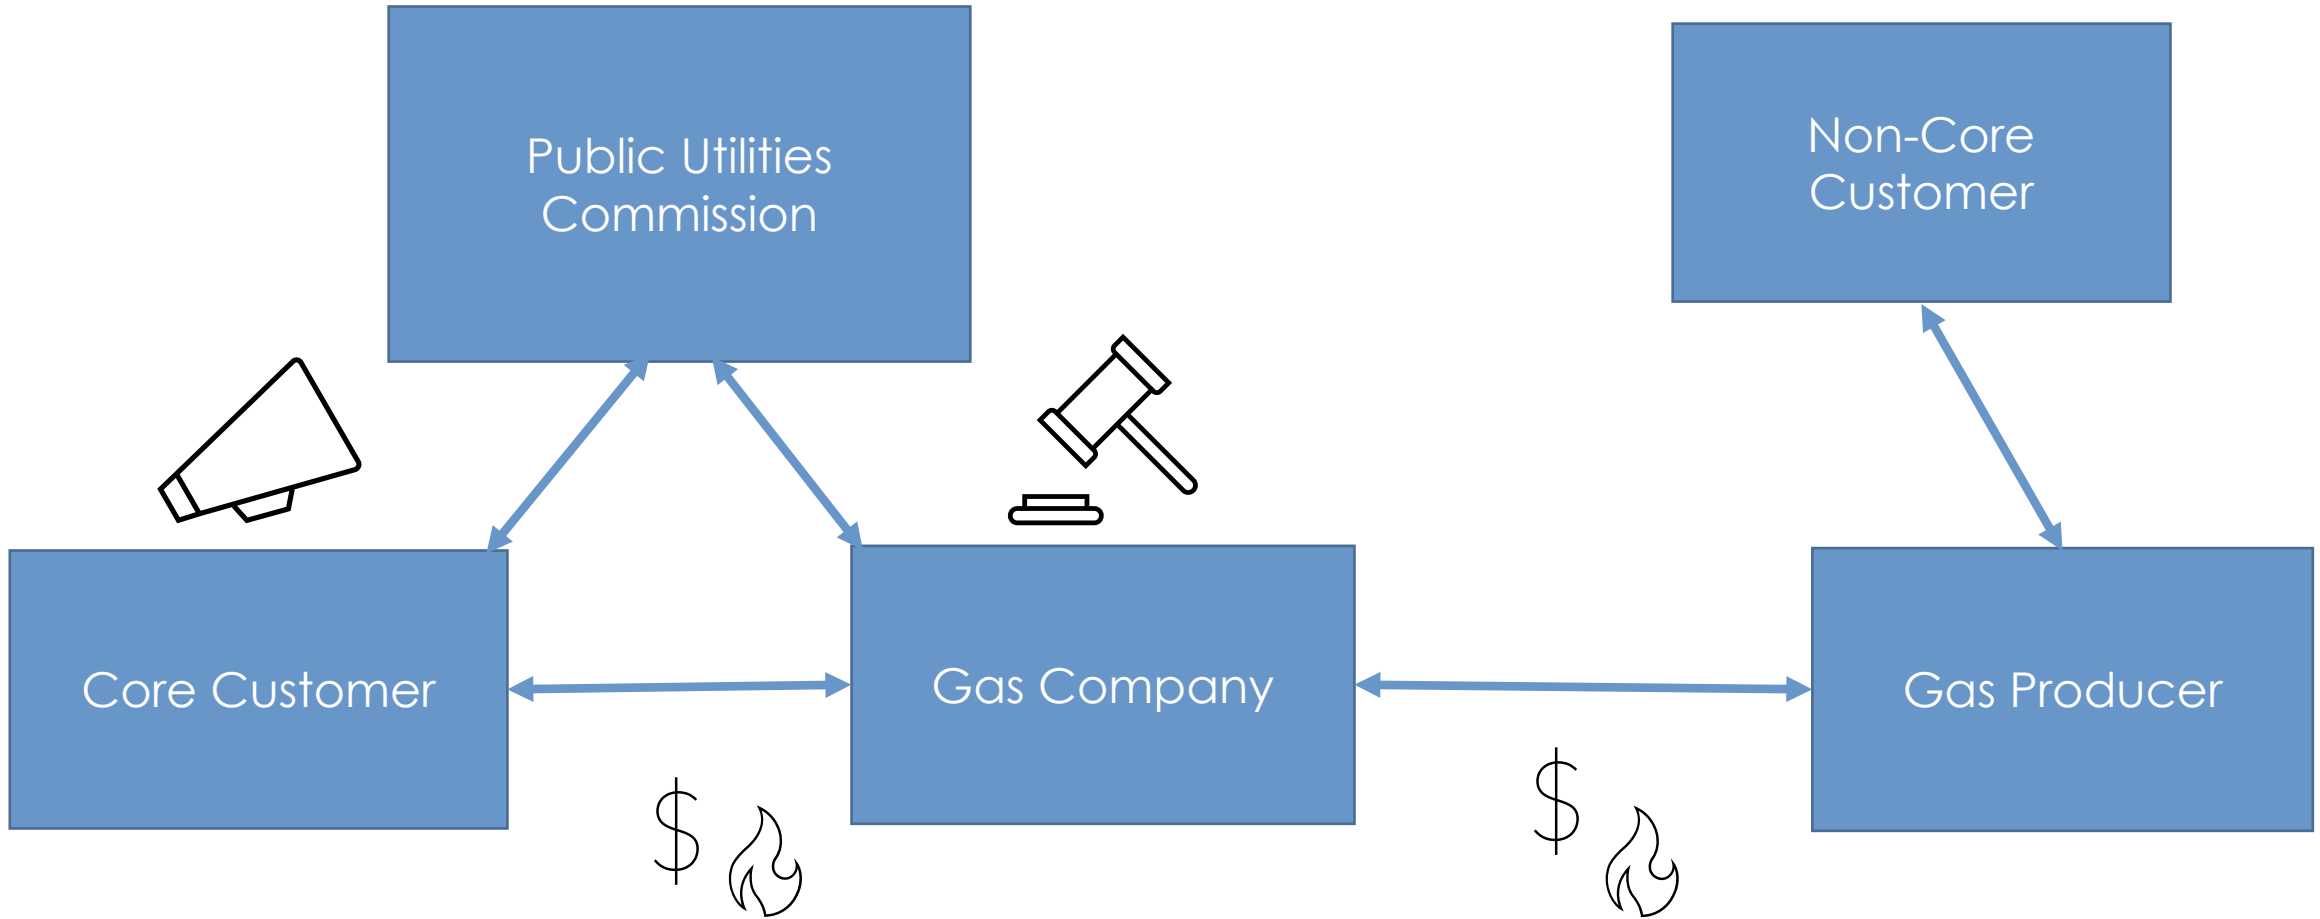 Public Utilities
Commission
Non-Core
Customer
Core Customer
Gas Company
Gas Producer
$
$